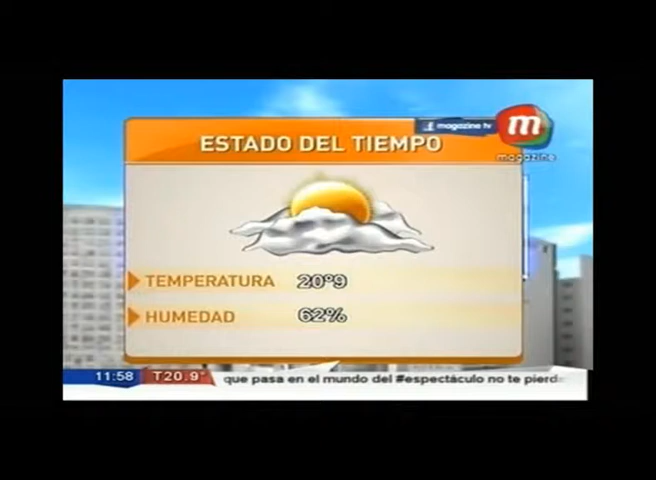 magazine tv
m
magazine
ESTADO DEL TIEMPO
TEMPERATURA 20°9
HUMEDAD 62%
11:58 T20.9° que pasa en el mundo del #espectáculo no te pierd